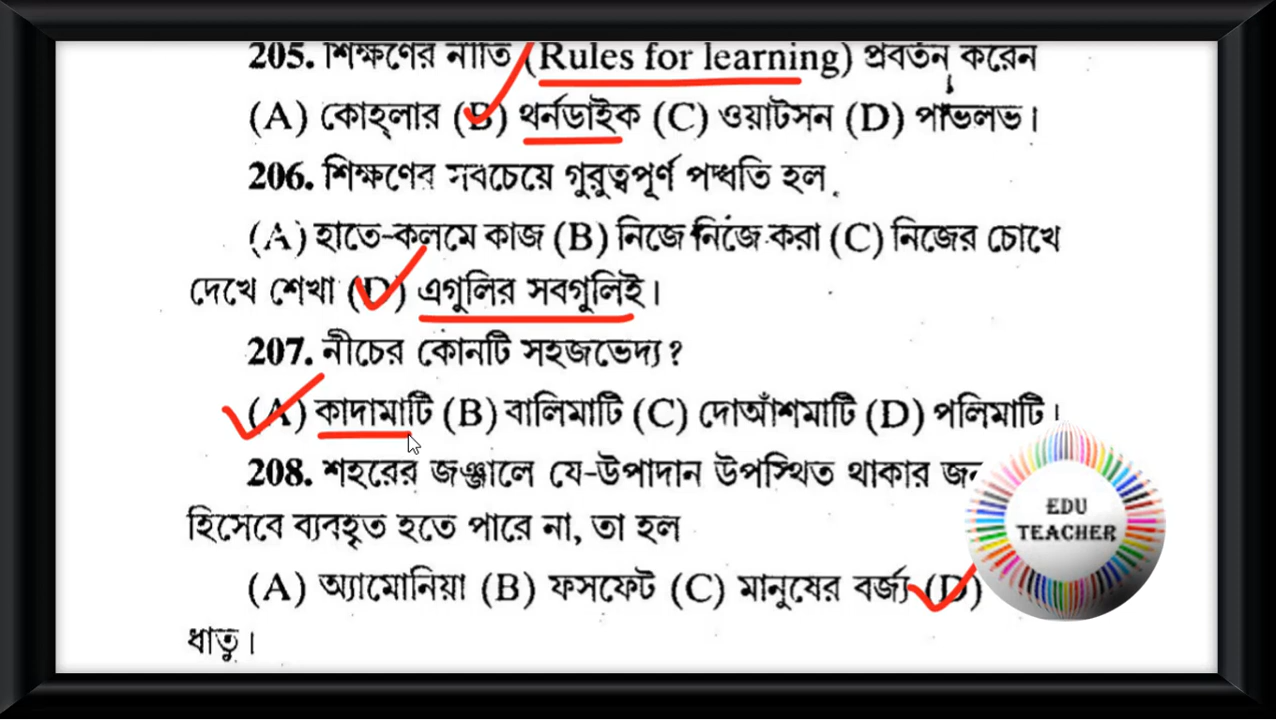 205. শিক্ষণের নীতি (Rules for learning) প্রবর্তন করেন
(A) কোহ্‌লার (B) থর্নডাইক (C) ওয়াটসন (D) পাভলভ।
206. শিক্ষণের সবচেয়ে গুরুত্বপূর্ণ পদ্ধতি হল
(A) হাতে-কলমে কাজ (B) নিজে নিজে করা (C) নিজের চোখে
দেখে শেখা (D) এগুলির সবগুলিই।
207. নীচের কোনটি সহজভেদ্য?
(A) কাদামাটি (B) বালিমাটি (C) দোআঁশমাটি (D) পলিমাটি।
208. শহরের জঞ্জালে যে-উপাদান উপস্থিত থাকার
হিসেবে ব্যবহৃত হতে পারে না, তা হল
(A) অ্যামোনিয়া (B) ফসফেট (C) মানুষের বর্জ্য (D)
ধাতু।
EDU
TEACHER